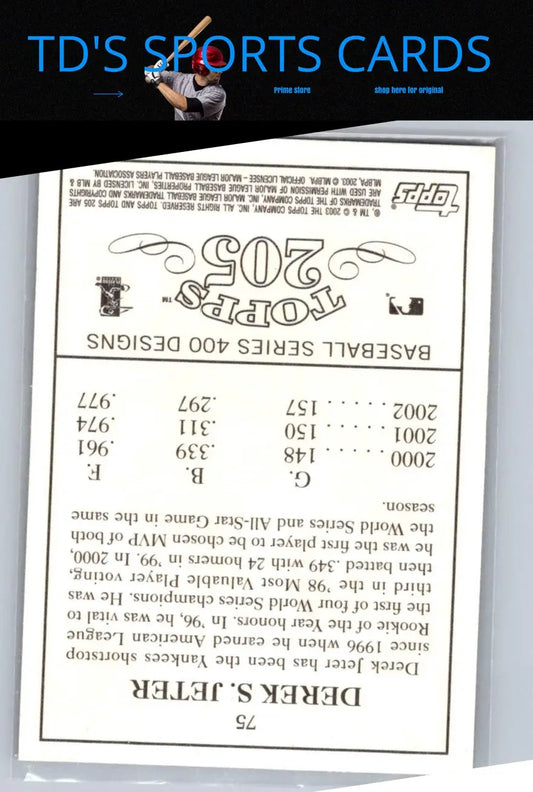 TD'S SPORTS CARDS
Prime store
shop here for original
75
DEREK S. JETER
Derek Jeter has been the Yankees shortstop
since 1996 when he earned American League
Rookie of the Year honors. In '96, he was vital to
the first of four World Series champions. He was
third in the '98 Most Valuable Player voting,
then batted .349 with 24 homers in '99. In 2000,
he was the first player to be chosen MVP of both
the World Series and All-Star Game in the same
season.
G. B. F.
2000 . . . . . . 148 .339 .961
2001 . . . . . . 150 .311 .974
2002 . . . . . . 157 .297 .977
BASEBALL SERIES 400 DESIGNS
TOPPS
205
™
®, ™ & © 2003 THE TOPPS COMPANY, INC. ALL RIGHTS RESERVED. TOPPS AND TOPPS 205 ARE
TRADEMARKS OF THE TOPPS COMPANY, INC. MAJOR LEAGUE BASEBALL TRADEMARKS AND COPYRIGHTS
ARE USED WITH PERMISSION OF MAJOR LEAGUE BASEBALL PROPERTIES, INC. LICENSED BY MLB
MLBPA, 2003. © MLBPA. OFFICIAL LICENSEE – MAJOR LEAGUE BASEBALL PLAYERS ASSOCIATION.
Topps